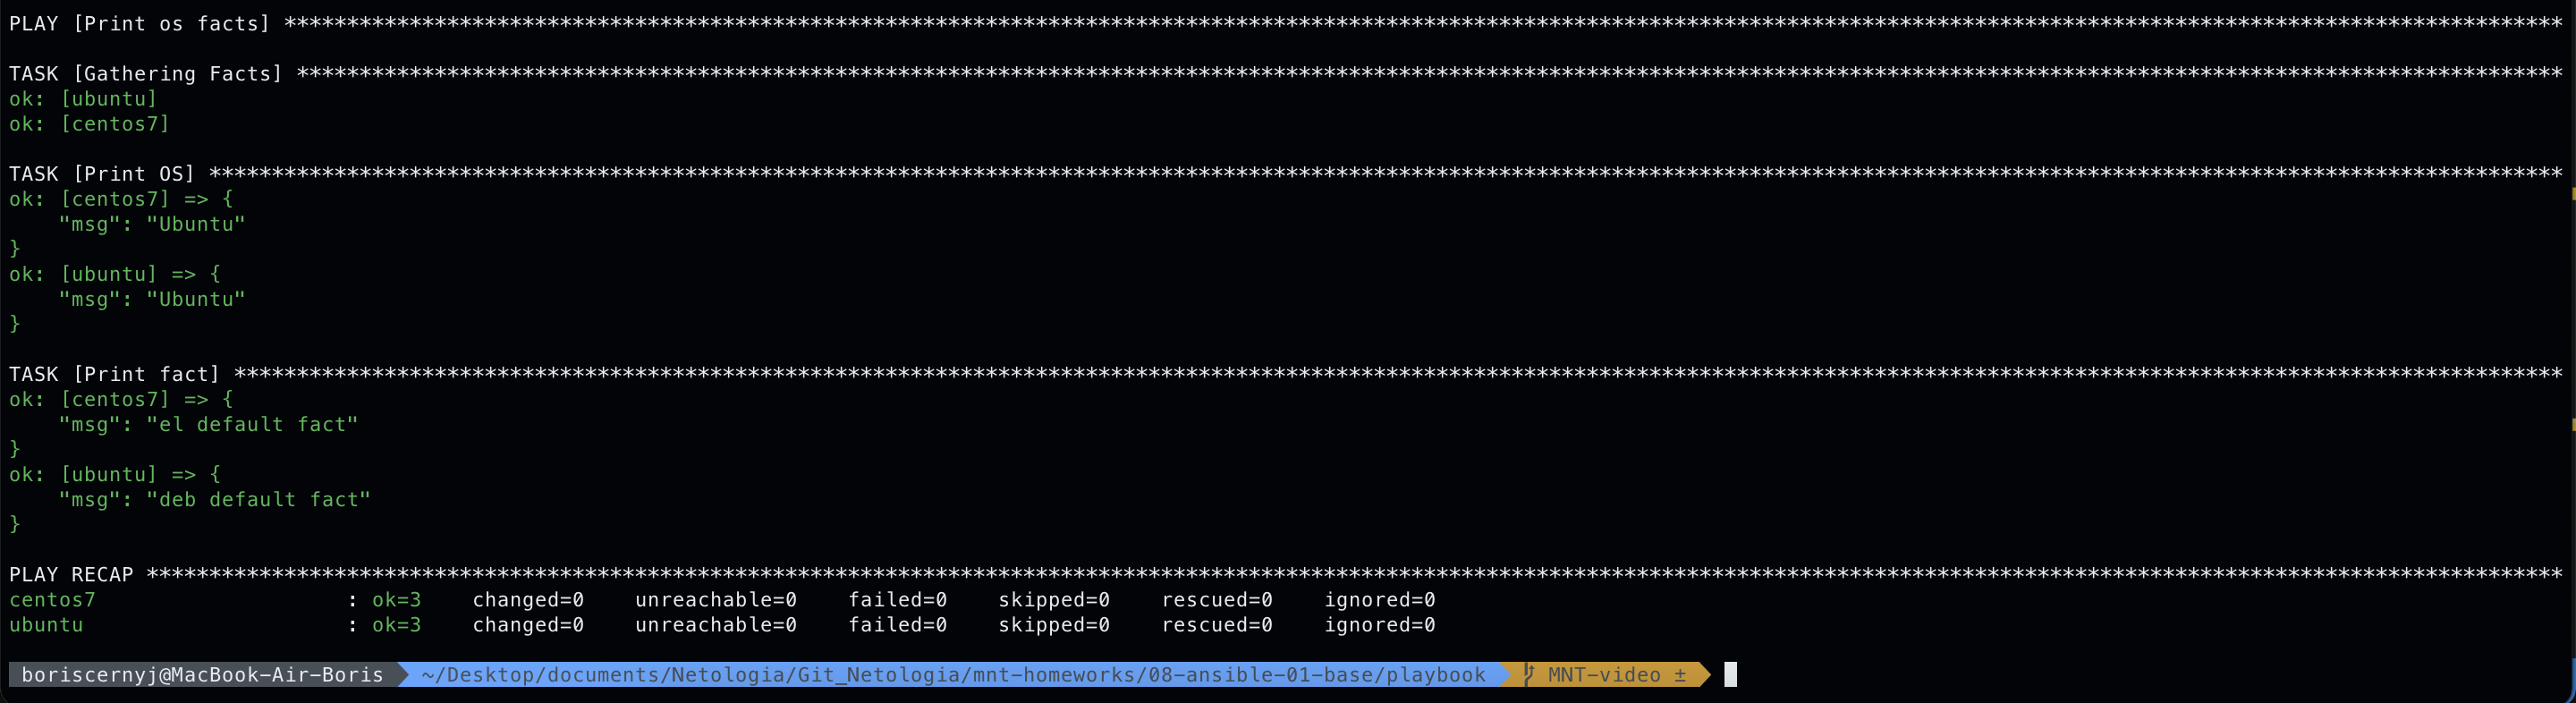 PLAY [Print os facts] ****************************************************************************************************************************************************************************************
TASK [Gathering Facts] ***************************************************************************************************************************************************************************************
ok: [ubuntu]
ok: [centos7]
TASK [Print OS] **********************************************************************************************************************************************************************************************
ok: [centos7] => {
    "msg": "Ubuntu"
}
ok: [ubuntu] => {
    "msg": "Ubuntu"
}
TASK [Print fact] ********************************************************************************************************************************************************************************************
ok: [centos7] => {
    "msg": "el default fact"
}
ok: [ubuntu] => {
    "msg": "deb default fact"
}
PLAY RECAP ***************************************************************************************************************************************************************************************************
centos7                    : ok=3    changed=0    unreachable=0    failed=0    skipped=0    rescued=0    ignored=0
ubuntu                     : ok=3    changed=0    unreachable=0    failed=0    skipped=0    rescued=0    ignored=0
boriscernyj@MacBook-Air-Boris ~/Desktop/documents/Netologia/Git_Netologia/mnt-homeworks/08-ansible-01-base/playbook MNT-video ±